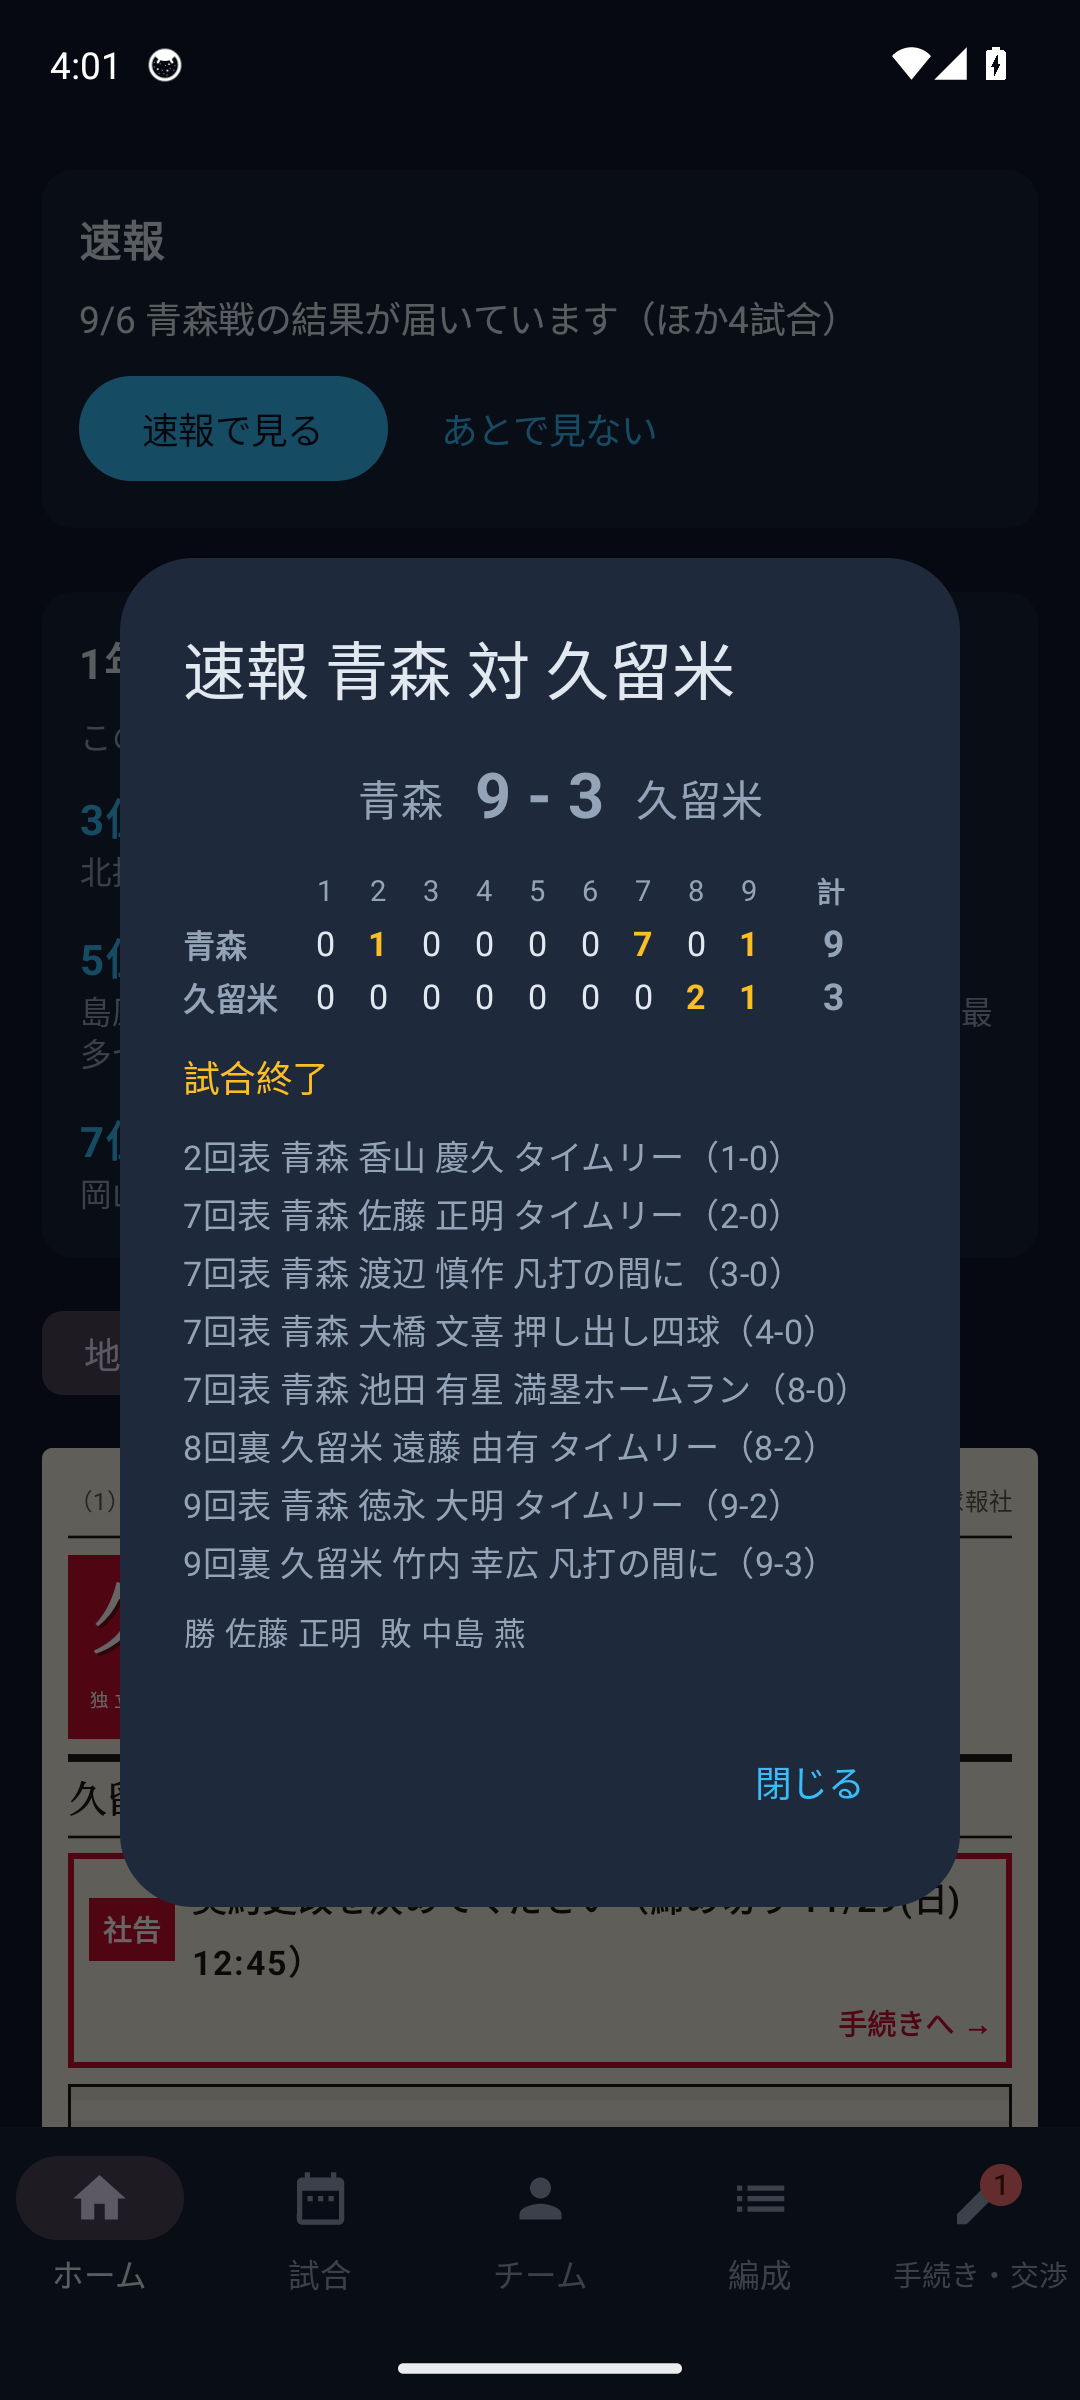 4:01
速報
9/6 青森戦の結果が届いています（ほか4試合）
速報で見る
あとで見ない
速報 青森 対 久留米
青森 9 - 3 久留米
1 2 3 4 5 6 7 8 9 計
青森 0 1 0 0 0 0 7 0 1 9
久留米 0 0 0 0 0 0 0 2 1 3
試合終了
2回表 青森 香山 慶久 タイムリー（1-0）
7回表 青森 佐藤 正明 タイムリー（2-0）
7回表 青森 渡辺 慎作 凡打の間に（3-0）
7回表 青森 大橋 文喜 押し出し四球（4-0）
7回表 青森 池田 有星 満塁ホームラン（8-0）
8回裏 久留米 遠藤 由有 タイムリー（8-2）
9回表 青森 徳永 大明 タイムリー（9-2）
9回裏 久留米 竹内 幸広 凡打の間に（9-3）
勝 佐藤 正明 敗 中島 燕
閉じる
最
多
地
（1）
報社
独
久留
社告
12:45）
手続きへ →
1
ホーム
試合
チーム
編成
手続き・交渉